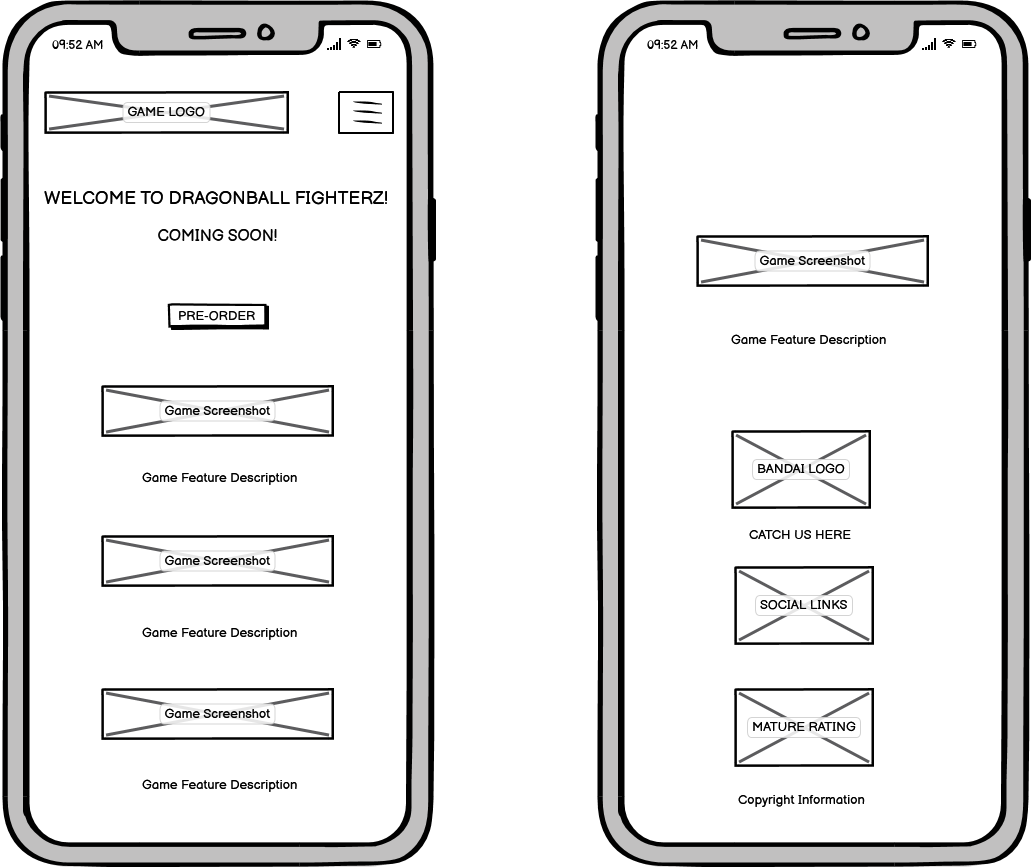 09:52 AM
GAME LOGO
WELCOME TO DRAGONBALL FIGHTERZ!
COMING SOON!
PRE-ORDER
Game Screenshot
Game Feature Description
Game Screenshot
Game Feature Description
Game Screenshot
Game Feature Description
09:52 AM
Game Screenshot
Game Feature Description
BANDAI LOGO
CATCH US HERE
SOCIAL LINKS
MATURE RATING
Copyright Information